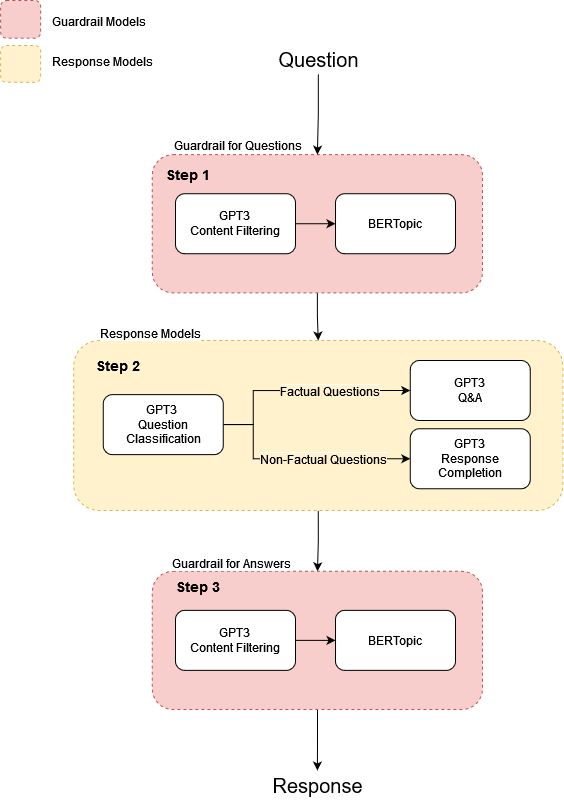 Guardrail Models
Response Models
Question
Guardrail for Questions
Step 1
GPT3
Content Filtering
BERTopic
Response Models
Step 2
GPT3
Question
Classification
Factual Questions
GPT3
Q&A
Non-Factual Questions
GPT3
Response
Completion
Guardrail for Answers
Step 3
GPT3
Content Filtering
BERTopic
Response